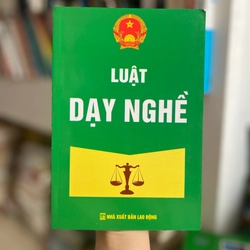 LUẬT
DẠY NGHỀ
NHÀ XUẤT BẢN LAO ĐỘNG